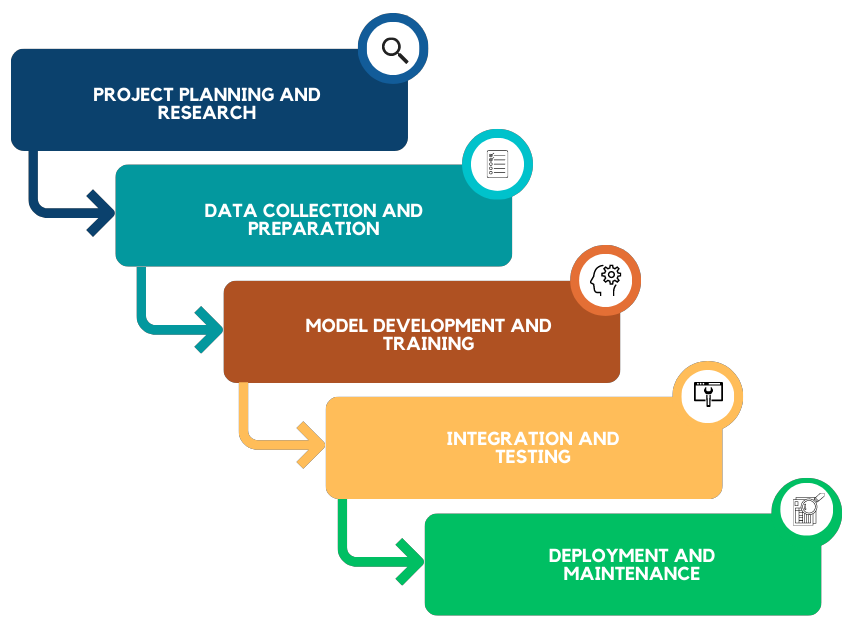 PROJECT PLANNING AND
RESEARCH
DATA COLLECTION AND
PREPARATION
MODEL DEVELOPMENT AND
TRAINING
INTEGRATION AND
TESTING
DEPLOYMENT AND
MAINTENANCE